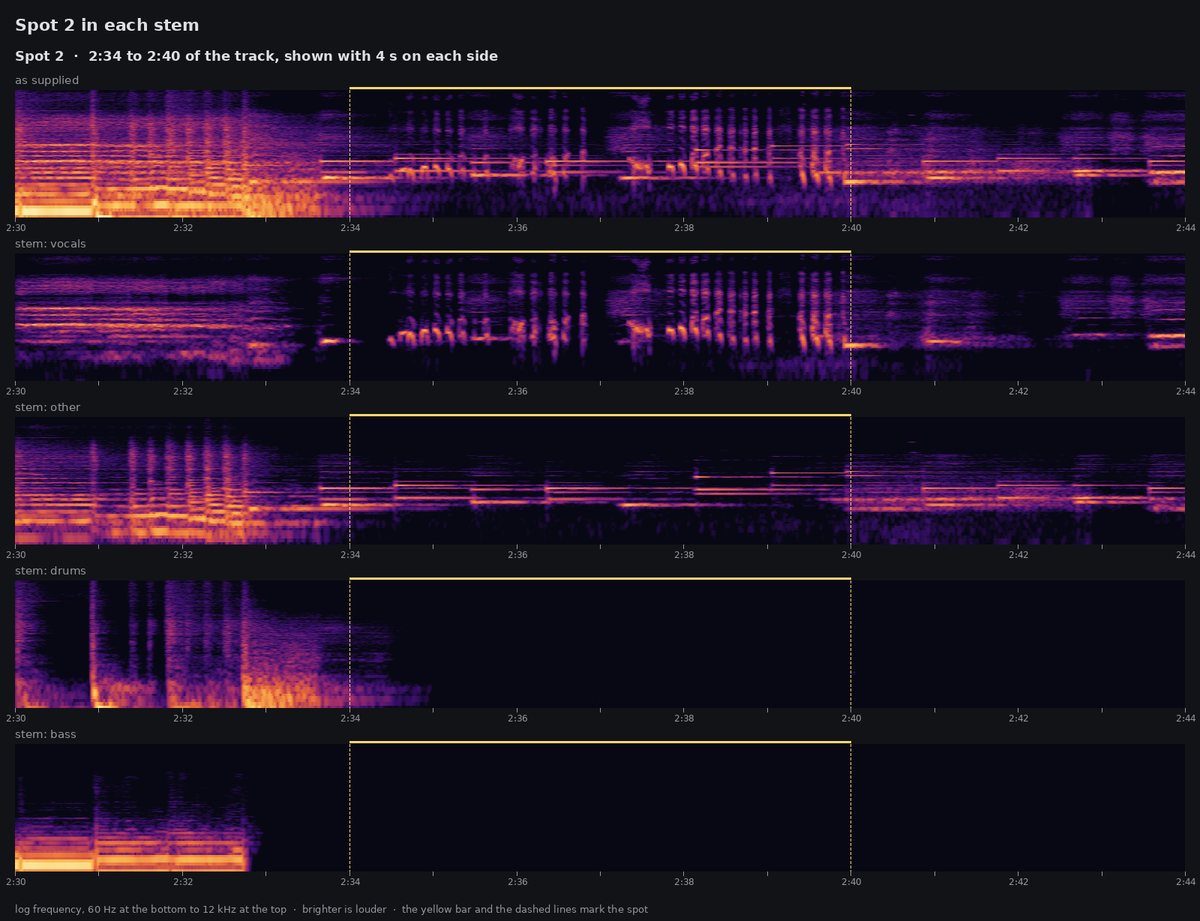 Spot 2 in each stem
Spot 2 · 2:34 to 2:40 of the track, shown with 4 s on each side
as supplied
2:30 2:32 2:34 2:36 2:38 2:40 2:42 2:44
stem: vocals
2:30 2:32 2:34 2:36 2:38 2:40 2:42 2:44
stem: other
2:30 2:32 2:34 2:36 2:38 2:40 2:42 2:44
stem: drums
2:30 2:32 2:34 2:36 2:38 2:40 2:42 2:44
stem: bass
2:30 2:32 2:34 2:36 2:38 2:40 2:42 2:44
log frequency, 60 Hz at the bottom to 12 kHz at the top · brighter is louder · the yellow bar and the dashed lines mark the spot